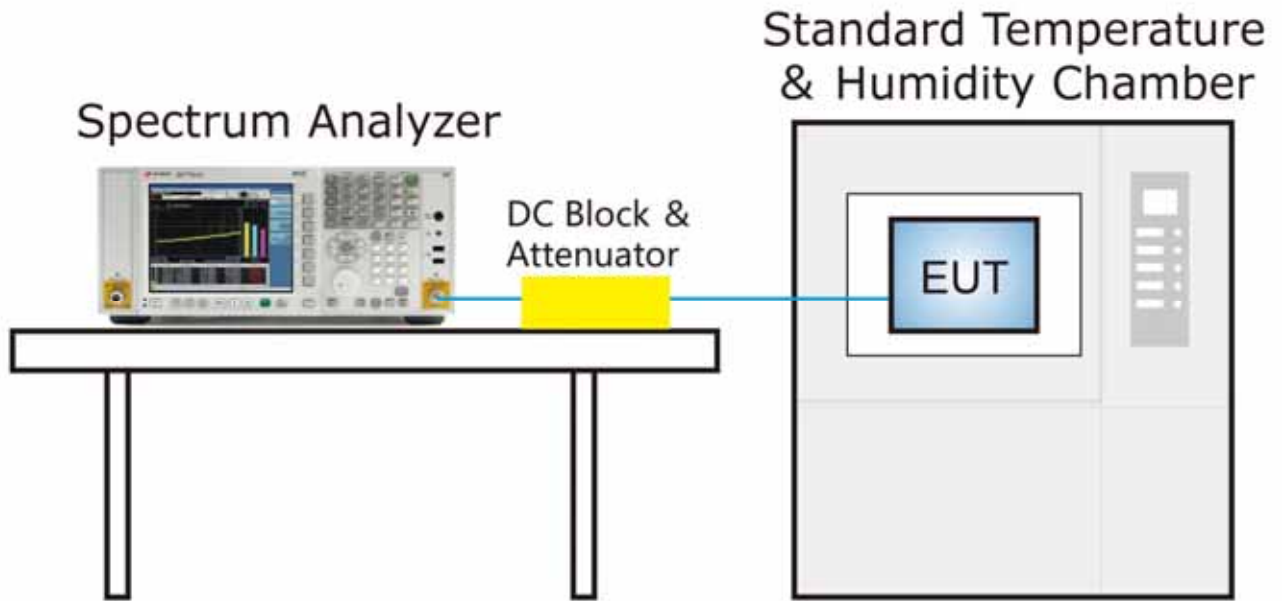 Standard Temperature
& Humidity Chamber
Spectrum Analyzer
DC Block &
Attenuator
EUT